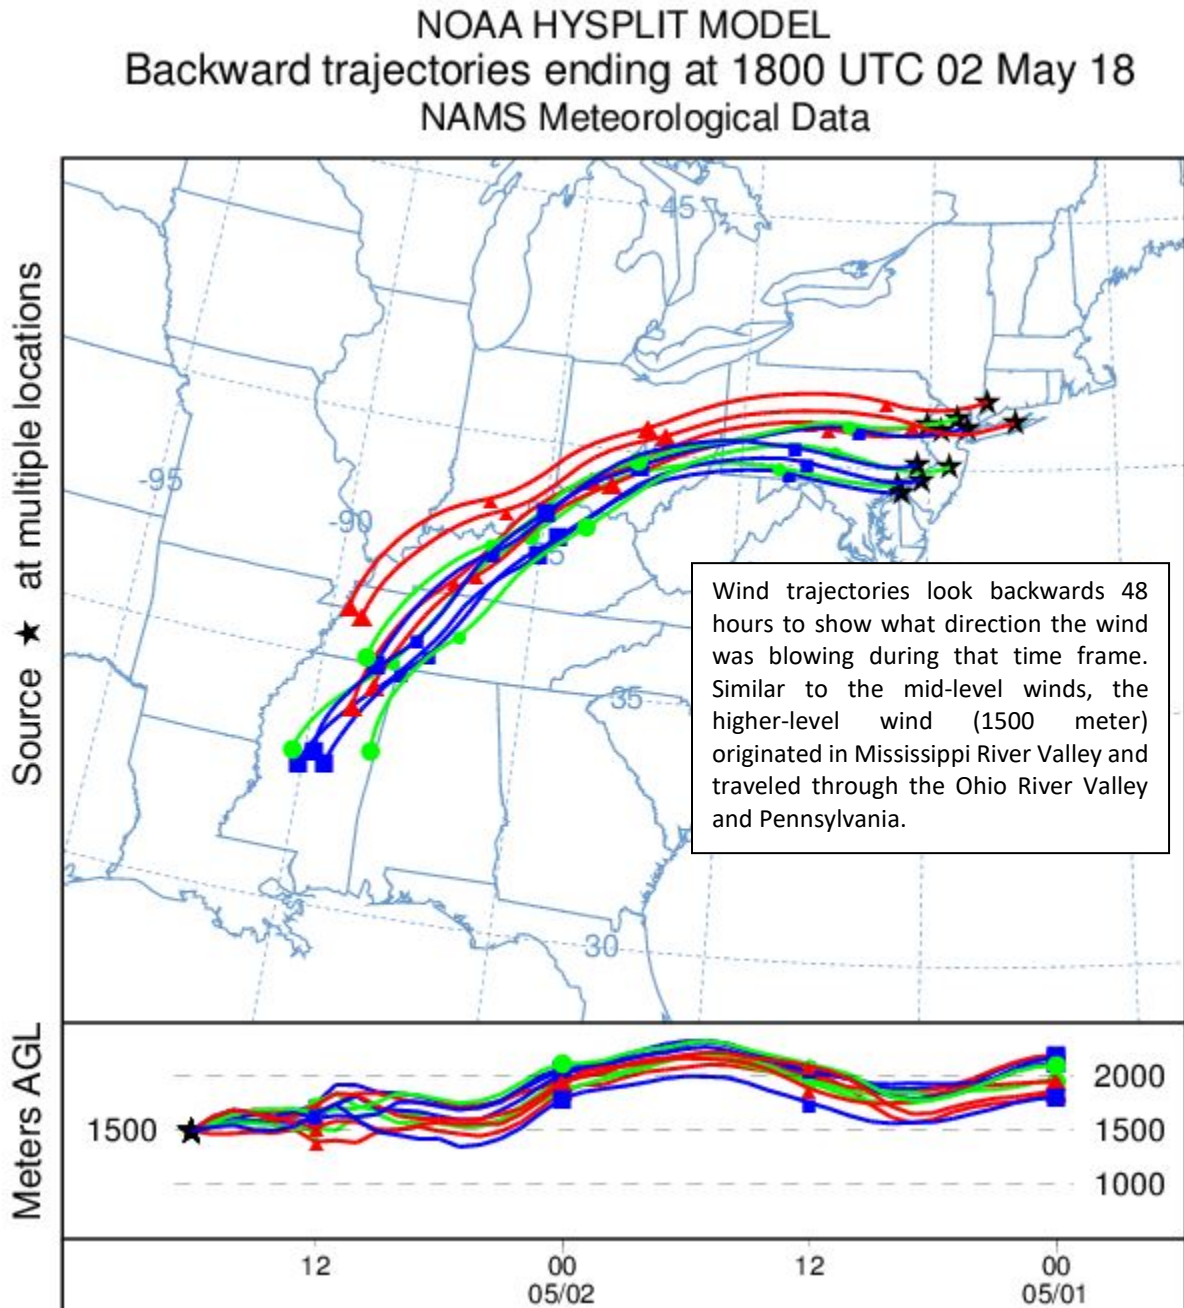 NOAA HYSPLIT MODEL
Backward trajectories ending at 1800 UTC 02 May 18
NAMS Meteorological Data
Source ★ at multiple locations
45
-95
-90
35
30
Wind trajectories look backwards 48
hours to show what direction the wind
was blowing during that time frame.
Similar to the mid-level winds, the
higher-level wind (1500 meter)
originated in Mississippi River Valley and
traveled through the Ohio River Valley
and Pennsylvania.
Meters AGL
1500
2000
1500
1000
12
00
12
00
05/02
05/01